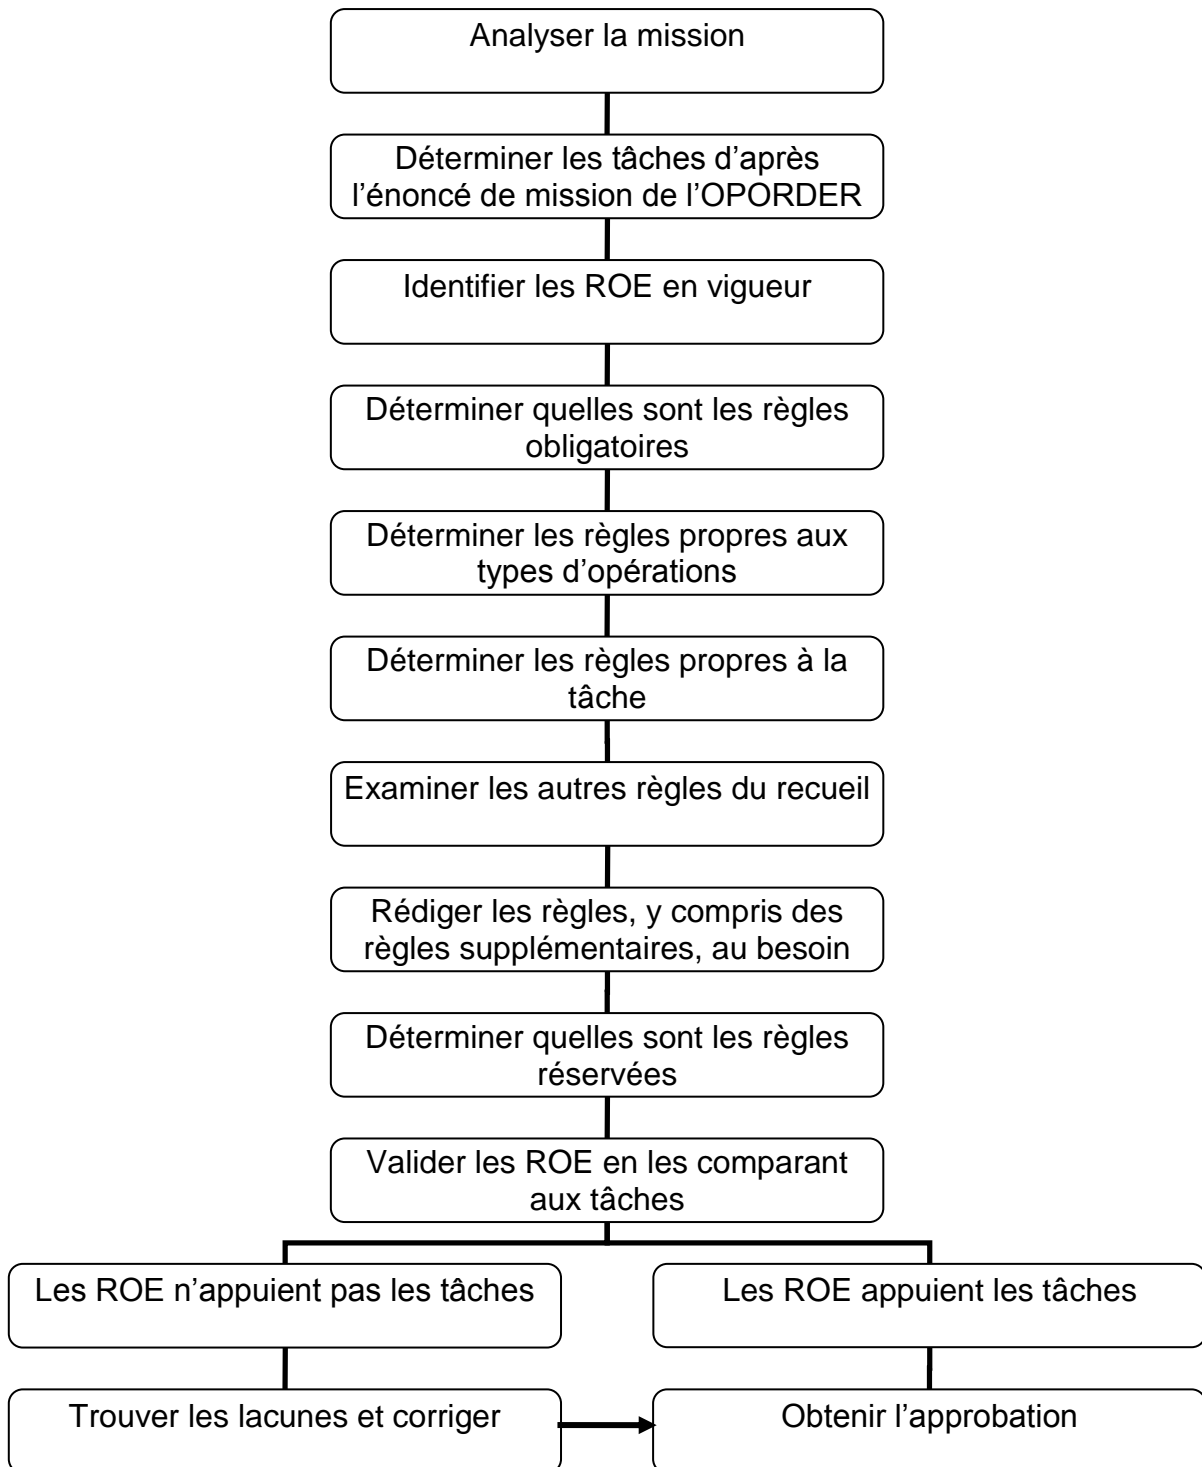 Analyser la mission
Déterminer les tâches d’après
l’énoncé de mission de l’OPORDER
Identifier les ROE en vigueur
Déterminer quelles sont les règles
obligatoires
Déterminer les règles propres aux
types d’opérations
Déterminer les règles propres à la
tâche
Examiner les autres règles du recueil
Rédiger les règles, y compris des
règles supplémentaires, au besoin
Déterminer quelles sont les règles
réservées
Valider les ROE en les comparant
aux tâches
Les ROE n’appuient pas les tâches
Les ROE appuient les tâches
Trouver les lacunes et corriger
Obtenir l’approbation